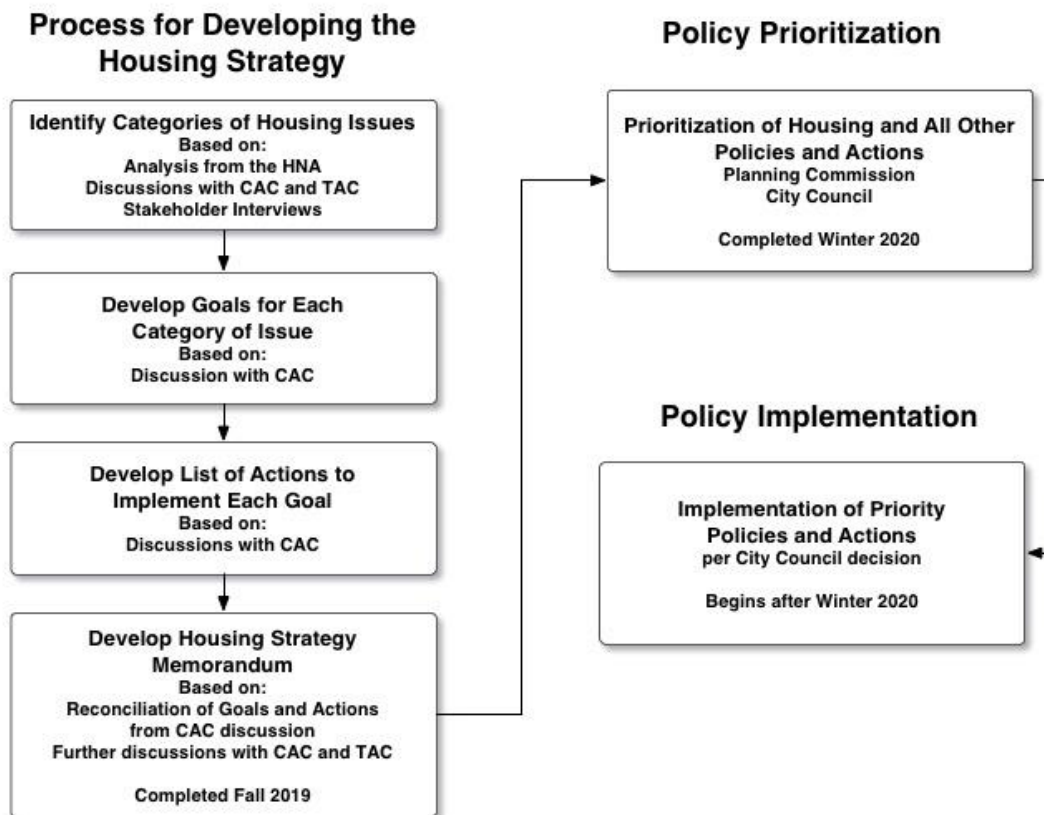 Process for Developing the
Housing Strategy
Identify Categories of Housing Issues
Based on:
Analysis from the HNA
Discussions with CAC and TAC
Stakeholder Interviews
Develop Goals for Each
Category of Issue
Based on:
Discussion with CAC
Develop List of Actions to
Implement Each Goal
Based on:
Discussions with CAC
Develop Housing Strategy
Memorandum
Based on:
Reconciliation of Goals and Actions
from CAC discussion
Further discussions with CAC and TAC
Completed Fall 2019
Policy Prioritization
Prioritization of Housing and All Other
Policies and Actions
Planning Commission
City Council
Completed Winter 2020
Policy Implementation
Implementation of Priority
Policies and Actions
per City Council decision
Begins after Winter 2020